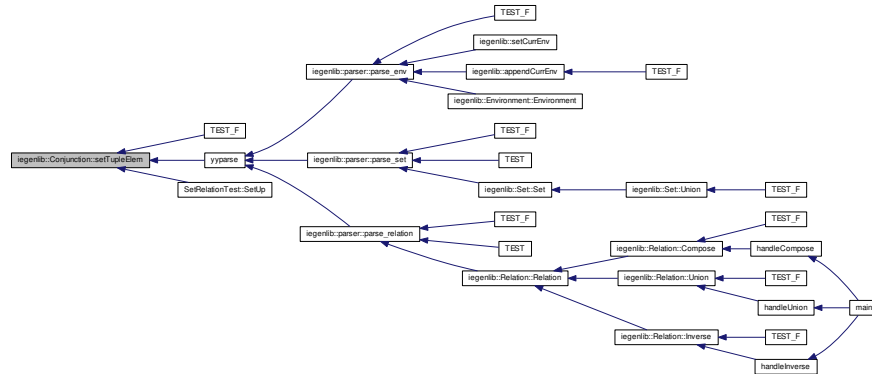 TEST_F
iegenlib::setCurrEnv
iegenlib::parser::parse_env
iegenlib::appendCurrEnv
TEST_F
iegenlib::Environment::Environment
TEST_F
TEST_F
iegenlib::Conjunction::setTupleElem
yyparse
iegenlib::parser::parse_set
TEST
SetRelationTest::SetUp
iegenlib::Set::Set
iegenlib::Set::Union
TEST_F
TEST_F
TEST_F
iegenlib::parser::parse_relation
TEST
iegenlib::Relation::Compose
handleCompose
iegenlib::Relation::Relation
iegenlib::Relation::Union
TEST_F
handleUnion
main
iegenlib::Relation::Inverse
TEST_F
handleInverse